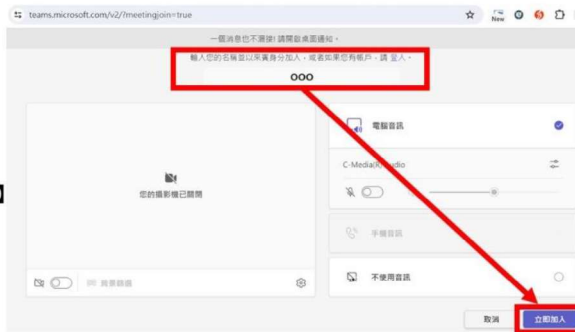 teams.microsoft.com/v2/?meetingjoin=true
New
一個消息也不漏接! 請開啟桌面通知。
輸入您的名稱並以來賓身分加入，或者如果您有帳戶，請 登入。
OOO
電腦音訊
C-Media(R) Audio
您的攝影機已關閉
手機音訊
背景篩選
不使用音訊
取消
立即加入